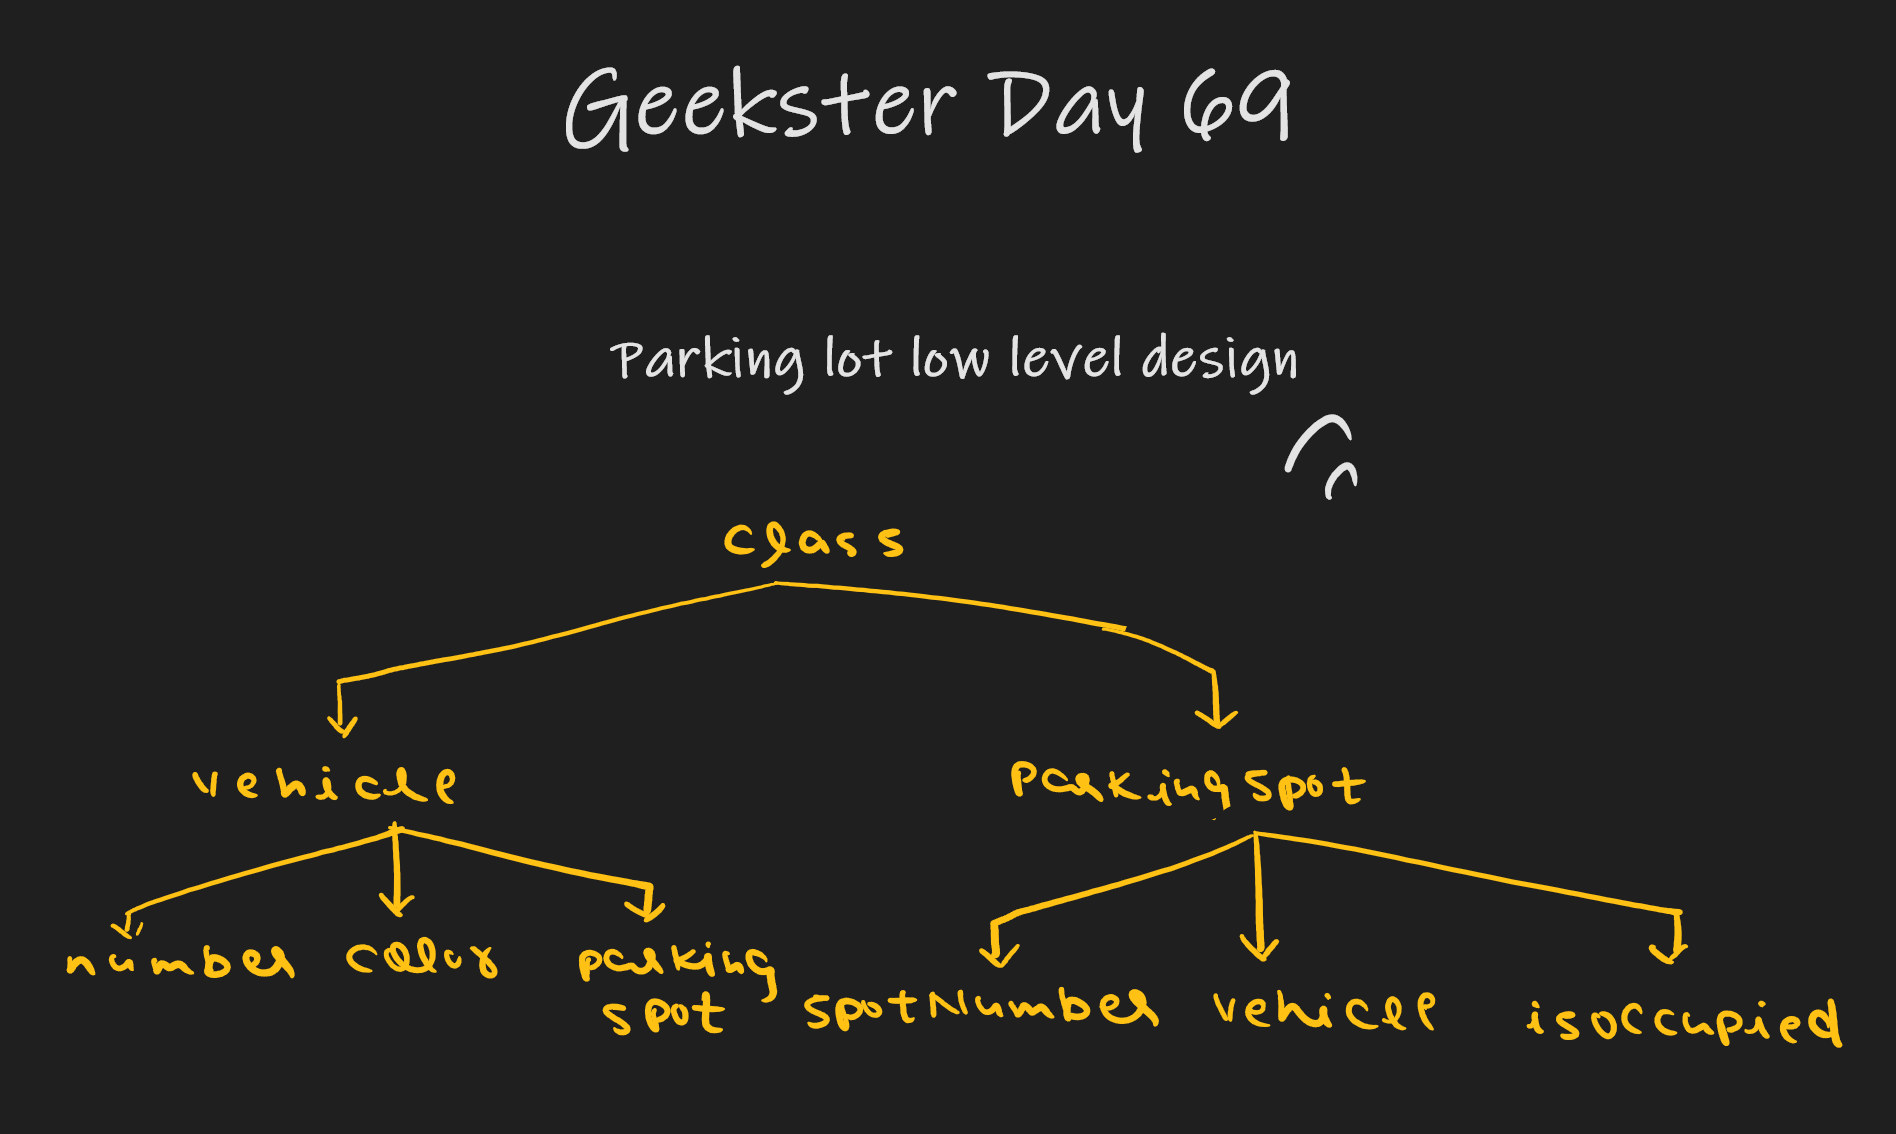 Geekster Day 69
Parking lot low level design
class
vehicle
parkingspot
number color parking
spot
spotNumber vehicle isoccupied